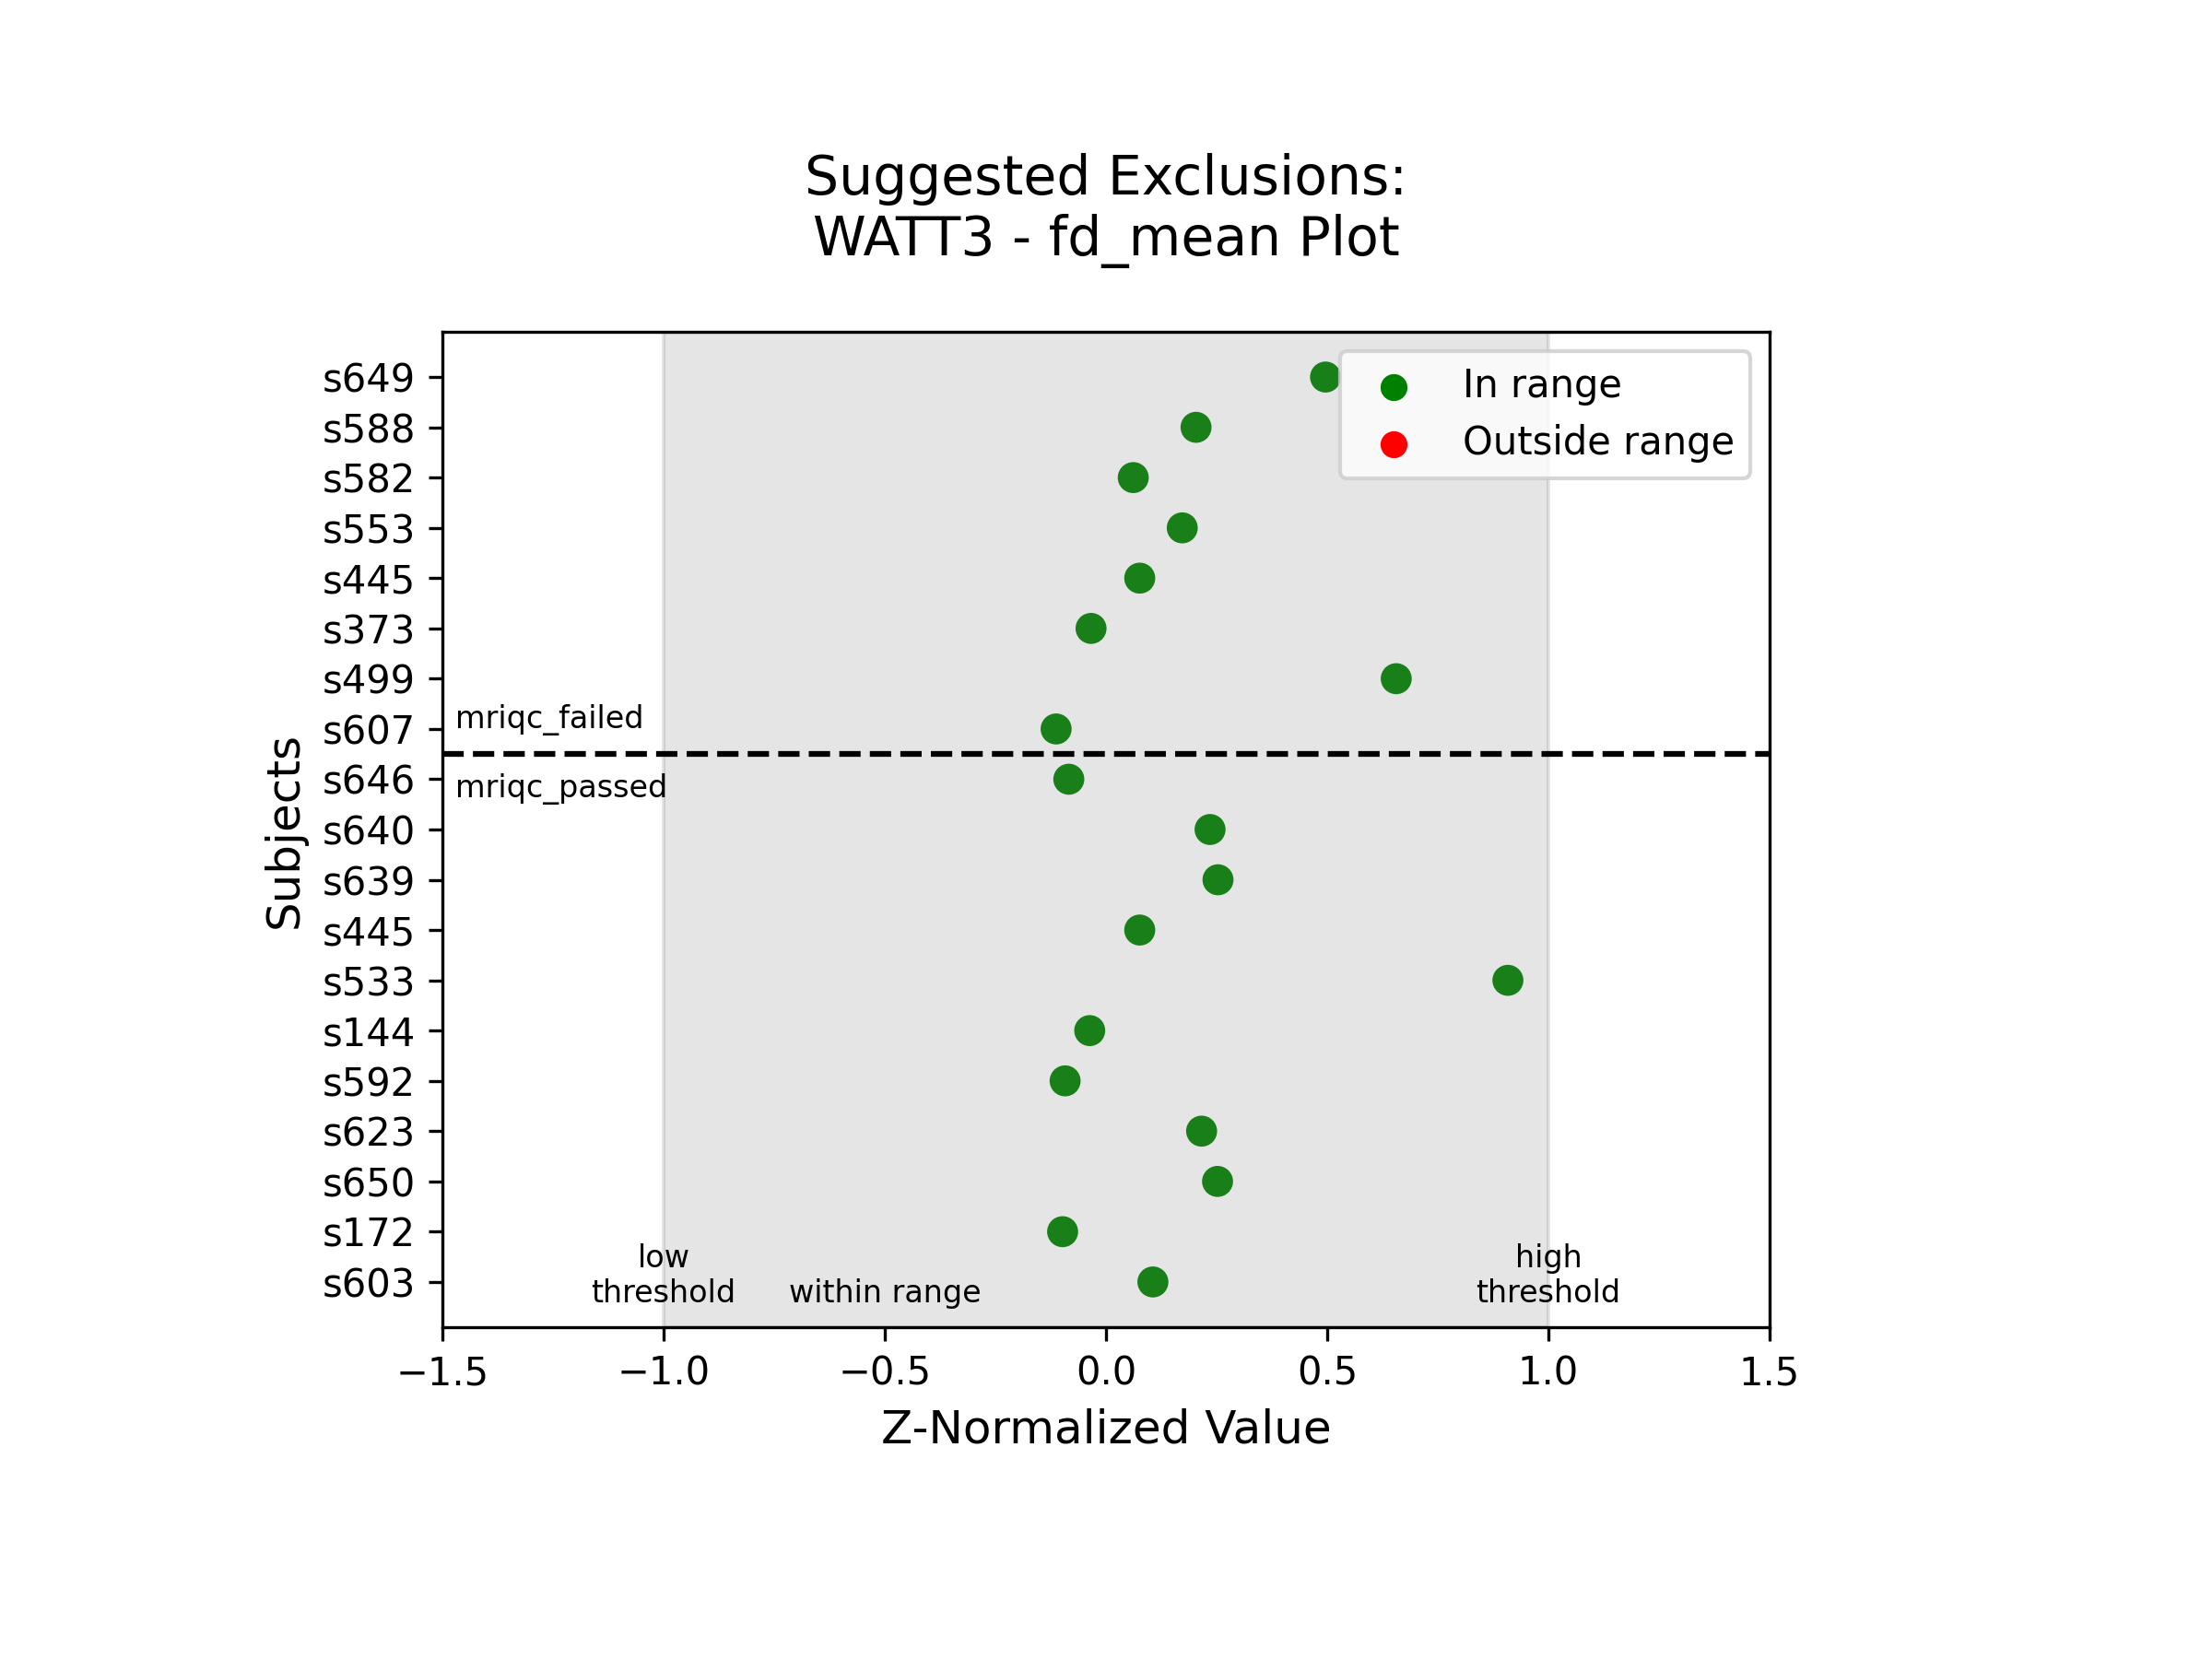 Suggested Exclusions:
WATT3 - fd_mean Plot
In range
Outside range
s649
s588
s582
s553
s445
s373
s499
s607
s646
s640
s639
s445
s533
s144
s592
s623
s650
s172
s603
Subjects
mriqc_failed
mriqc_passed
low
threshold
within range
high
threshold
−1.5
−1.0
−0.5
0.0
0.5
1.0
1.5
Z-Normalized Value